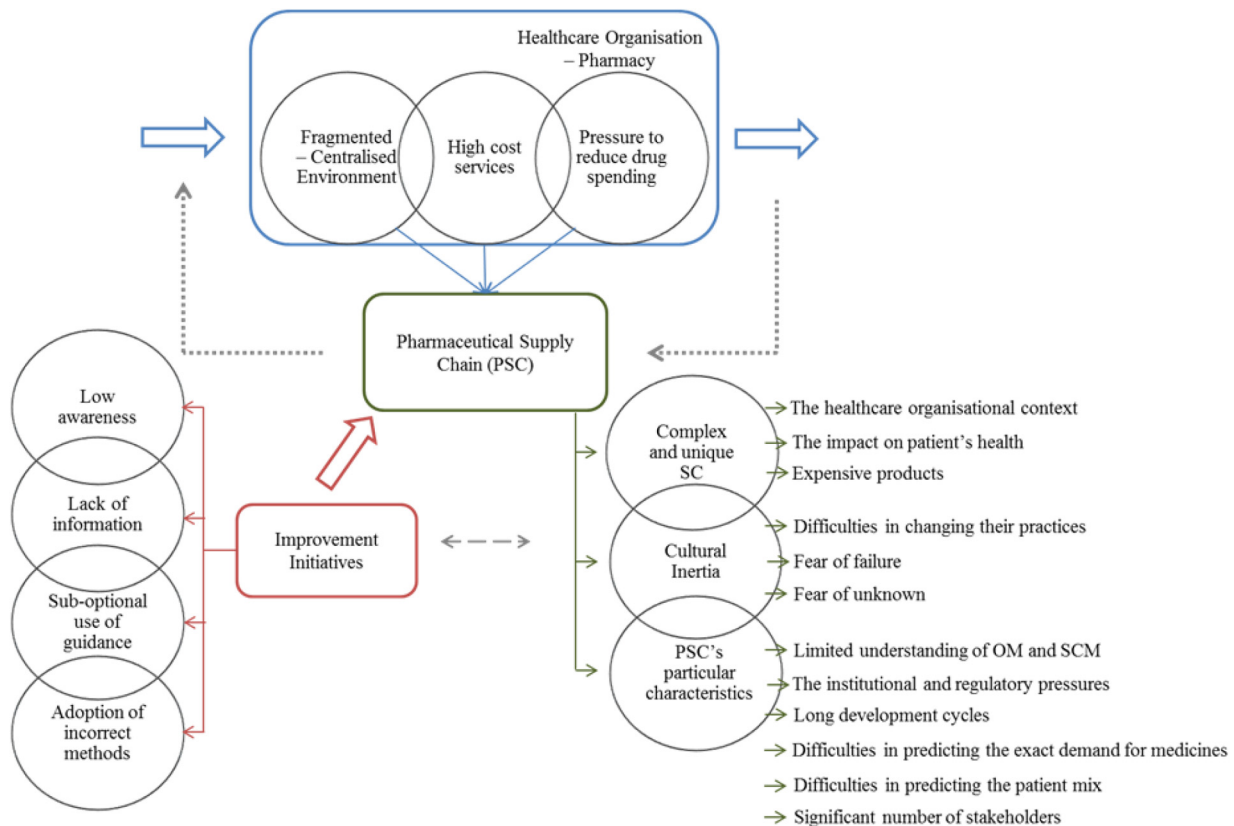 Healthcare Organisation
– Pharmacy
Fragmented
– Centralised
Environment
High cost
services
Pressure to
reduce drug
spending
Pharmaceutical Supply
Chain (PSC)
Low
awareness
Lack of
information
Sub-optional
use of
guidance
Adoption of
incorrect
methods
Improvement
Initiatives
Complex
and unique
SC
Cultural
Inertia
PSC's
particular
characteristics
The healthcare organisational context
The impact on patient's health
Expensive products
Difficulties in changing their practices
Fear of failure
Fear of unknown
Limited understanding of OM and SCM
The institutional and regulatory pressures
Long development cycles
Difficulties in predicting the exact demand for medicines
Difficulties in predicting the patient mix
Significant number of stakeholders